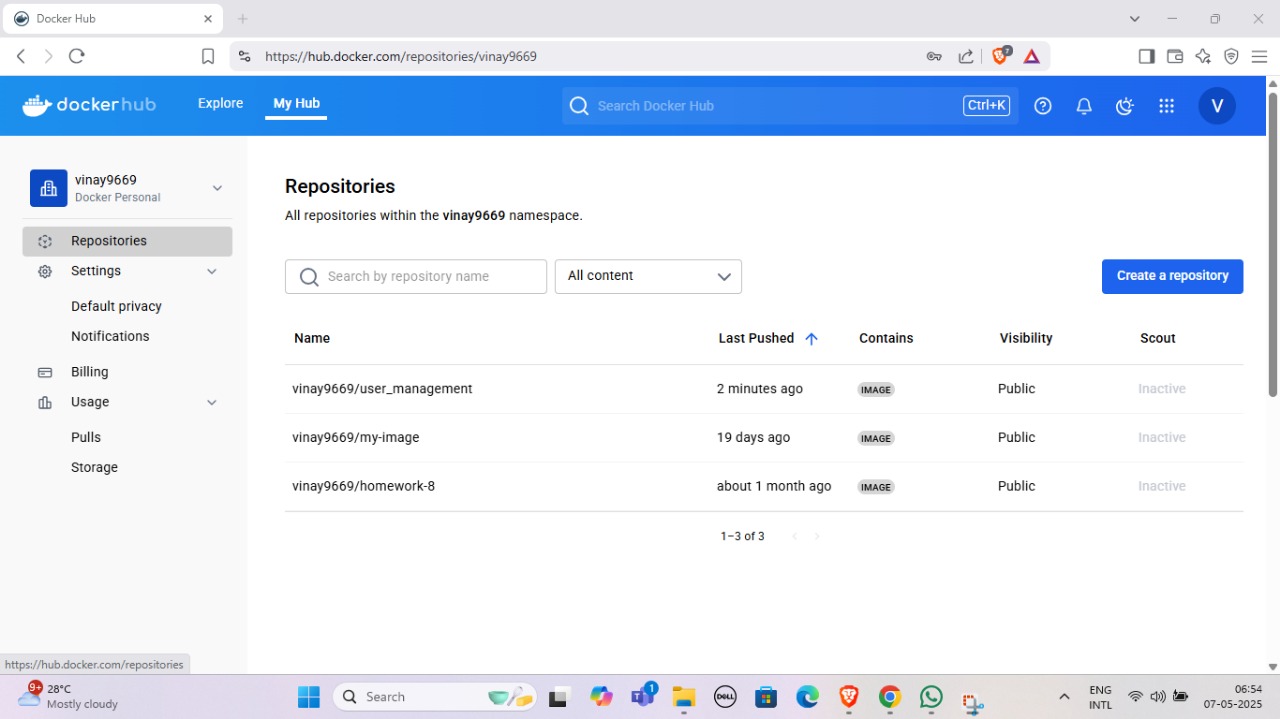 Docker Hub
https://hub.docker.com/repositories/vinay9669
7
dockerhub
Explore
My Hub
Search Docker Hub
Ctrl+K
V
vinay9669
Docker Personal
Repositories
Settings
Default privacy
Notifications
Billing
Usage
Pulls
Storage
Repositories
All repositories within the vinay9669 namespace.
Search by repository name
All content
Create a repository
Name Last Pushed Contains Visibility Scout
vinay9669/user_management 2 minutes ago IMAGE Public Inactive
vinay9669/my-image 19 days ago IMAGE Public Inactive
vinay9669/homework-8 about 1 month ago IMAGE Public Inactive
1–3 of 3
https://hub.docker.com/repositories
9+
28°C
Mostly cloudy
Search
1
DELL
ENG
INTL
06:54
07-05-2025